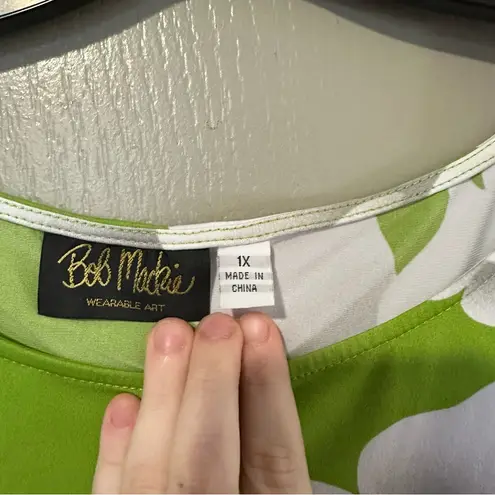 Bob Mackie
WEARABLE ART
1X
MADE IN
CHINA